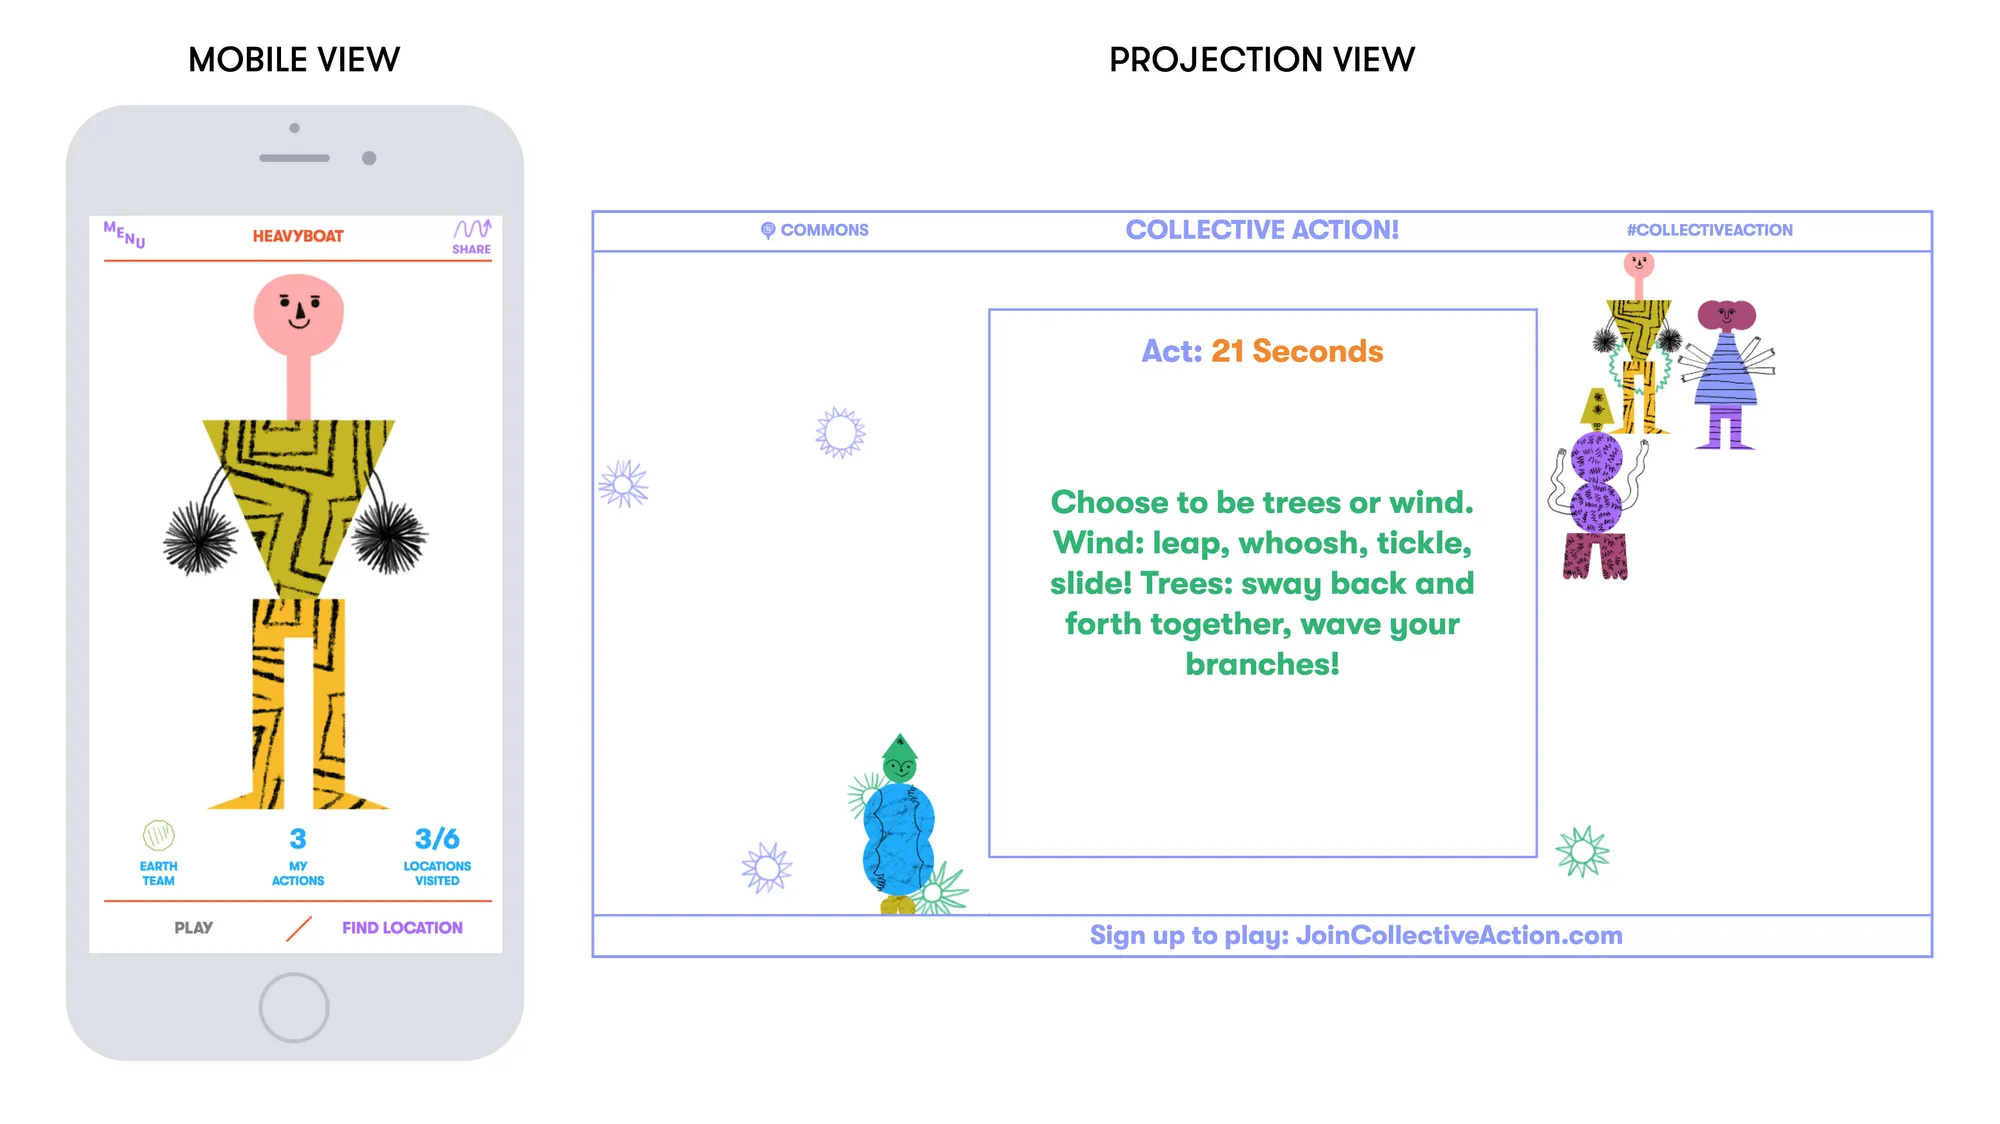 MOBILE VIEW
MENU
HEAVYBOAT
SHARE
EARTH
TEAM
3
MY
ACTIONS
3/6
LOCATIONS
VISITED
PLAY
FIND LOCATION
PROJECTION VIEW
COMMONS
COLLECTIVE ACTION!
#COLLECTIVEACTION
Act: 21 Seconds
Choose to be trees or wind.
Wind: leap, whoosh, tickle,
slide! Trees: sway back and
forth together, wave your
branches!
Sign up to play: JoinCollectiveAction.com